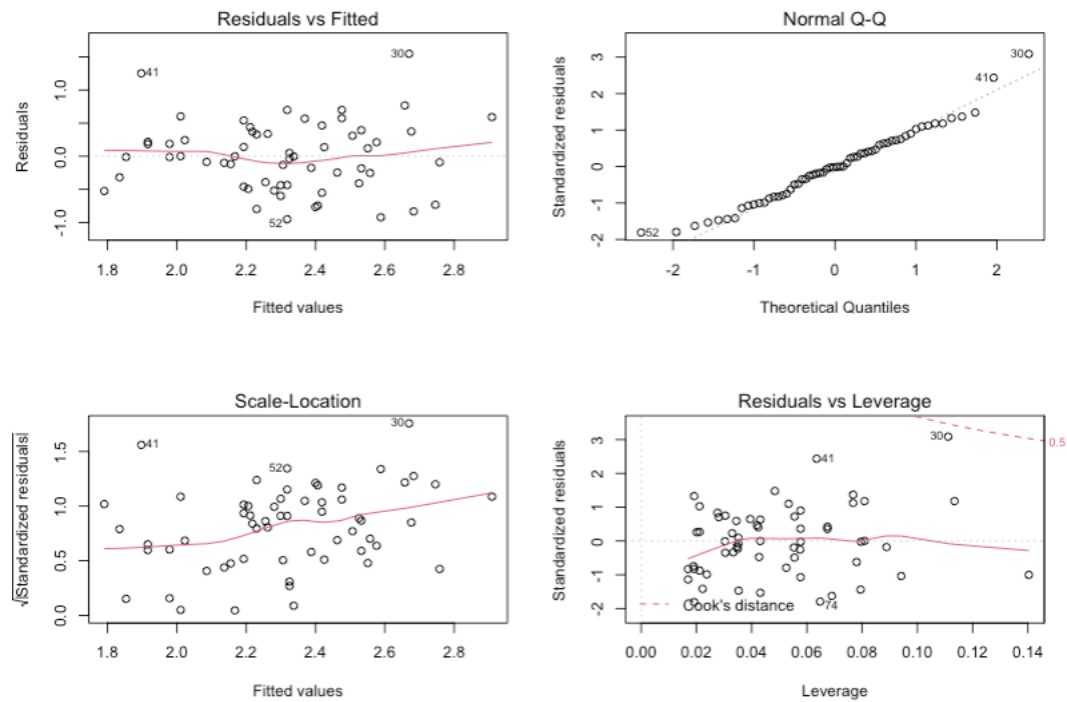 Residuals vs Fitted
Residuals
-1.0 0.0 1.0
1.8 2.0 2.2 2.4 2.6 2.8
Fitted values
41
30
52
Normal Q-Q
Standardized residuals
-2 -1 0 1 2 3
-2 -1 0 1 2
Theoretical Quantiles
30
41
52
Scale-Location
√|Standardized residuals|
0.0 0.5 1.0 1.5
1.8 2.0 2.2 2.4 2.6 2.8
Fitted values
41
30
52
Residuals vs Leverage
Standardized residuals
-2 -1 0 1 2 3
0.00 0.02 0.04 0.06 0.08 0.10 0.12 0.14
Leverage
30
41
74
0.5
Cook's distance